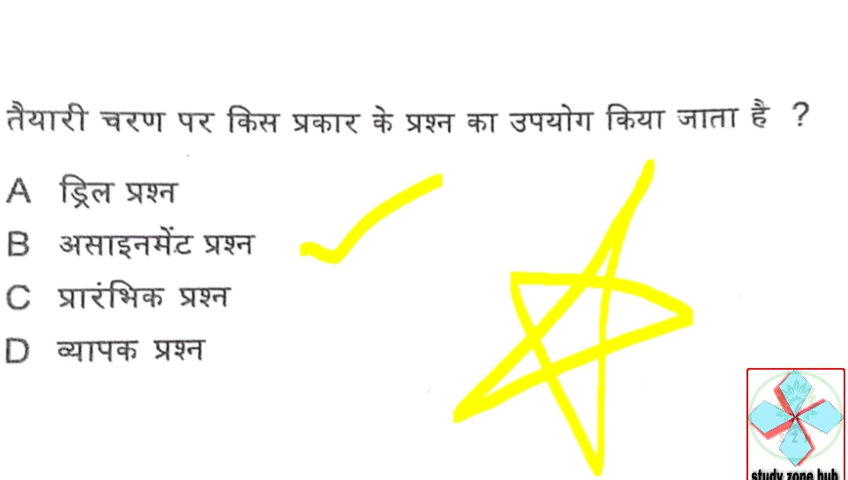 तैयारी चरण पर किस प्रकार के प्रश्न का उपयोग किया जाता है ?
A ड्रिल प्रश्न
B असाइनमेंट प्रश्न
C प्रारंभिक प्रश्न
D व्यापक प्रश्न
study zone hub